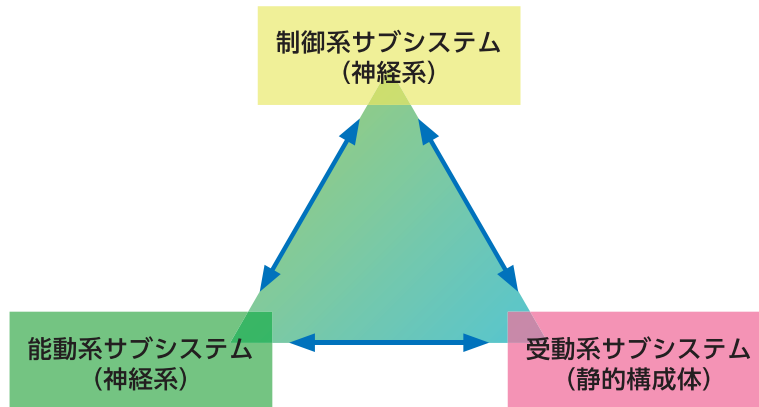 制御系サブシステム
（神経系）
能動系サブシステム
（神経系）
受動系サブシステム
（静的構成体）